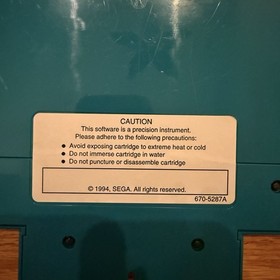 CAUTION
This software is a precision instrument.
Please adhere to the following precautions:
● Avoid exposing cartridge to extreme heat or cold
● Do not immerse cartridge in water
● Do not puncture or disassemble cartridge
© 1994, SEGA. All rights reserved.
670-5287A